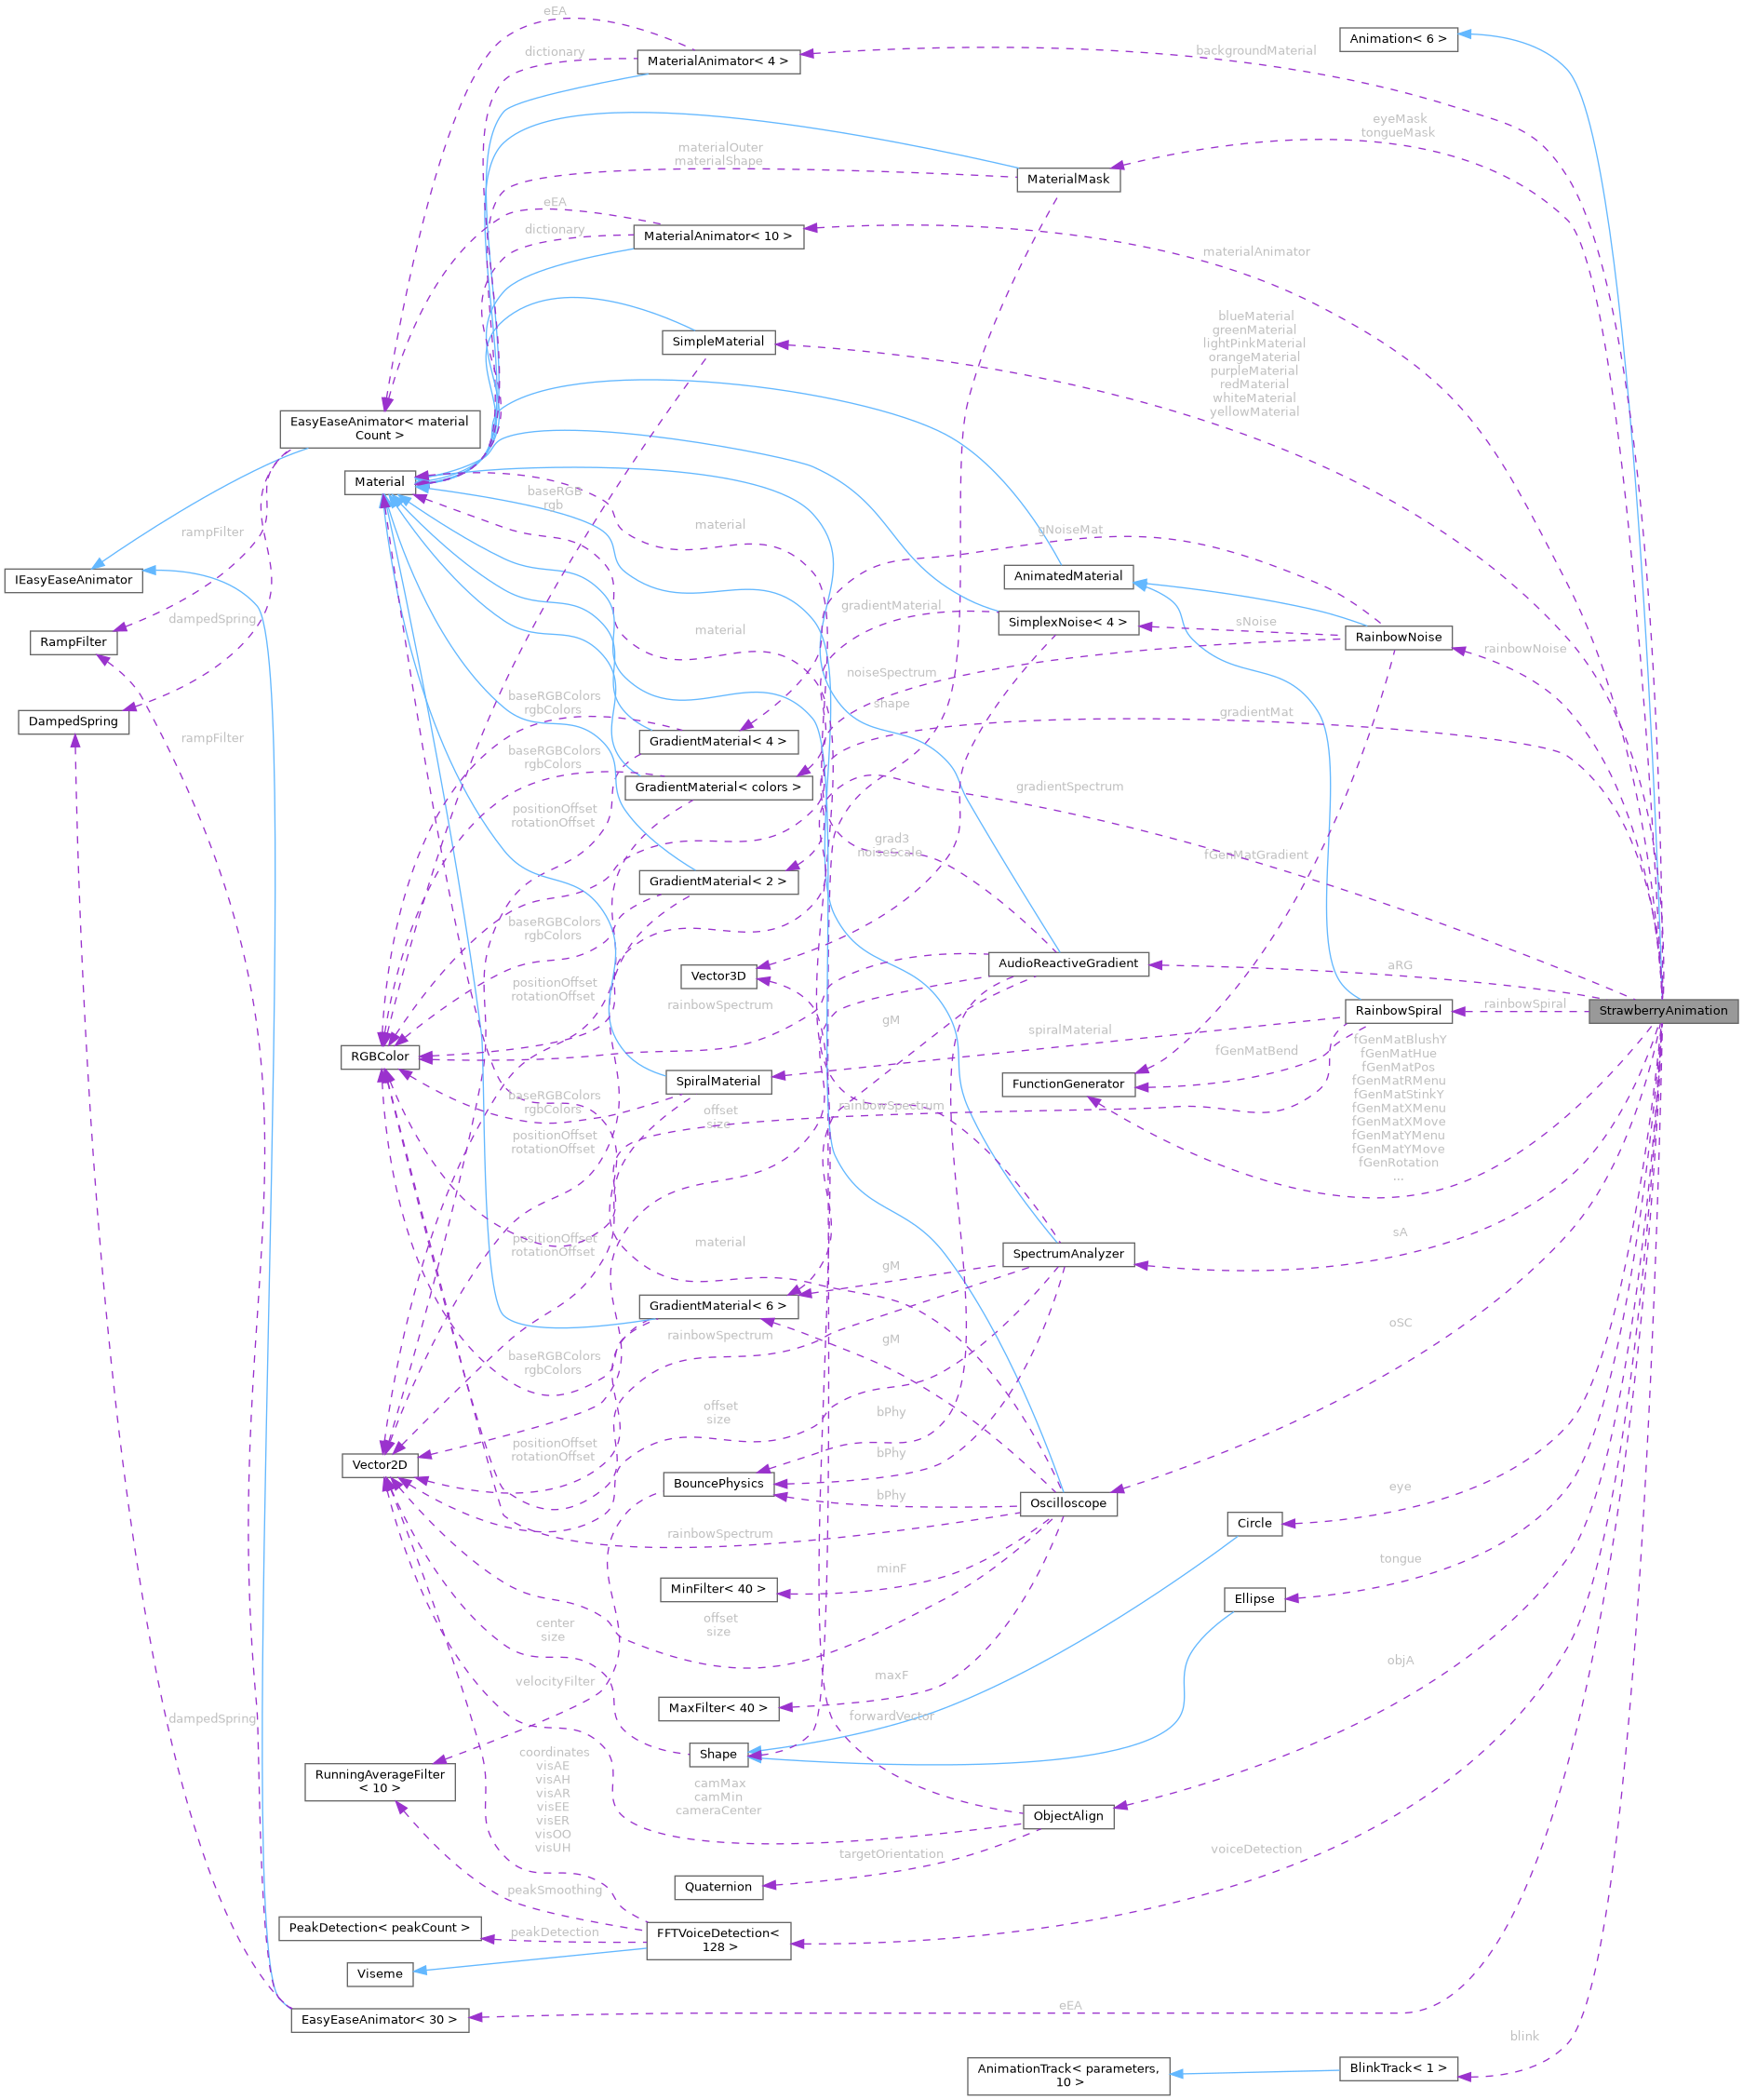 eEA
dictionary
MaterialAnimator< 4 >
backgroundMaterial
Animation< 6 >
eyeMask
tongueMask
materialOuter
materialShape
MaterialMask
eEA
dictionary
MaterialAnimator< 10 >
materialAnimator
SimpleMaterial
blueMaterial
greenMaterial
lightPinkMaterial
orangeMaterial
purpleMaterial
redMaterial
whiteMaterial
yellowMaterial
EasyEaseAnimator< material
Count >
Material
baseRGB
rgb
material
gNoiseMat
rampFilter
IEasyEaseAnimator
AnimatedMaterial
dampedSpring
gradientMaterial
SimplexNoise< 4 >
sNoise
RainbowNoise
rainbowNoise
RampFilter
material
noiseSpectrum
shape
baseRGBColors
rgbColors
gradientMat
DampedSpring
rampFilter
GradientMaterial< 4 >
baseRGBColors
rgbColors
GradientMaterial< colors >
gradientSpectrum
positionOffset
rotationOffset
grad3
noiseScale
fGenMatGradient
GradientMaterial< 2 >
baseRGBColors
rgbColors
Vector3D
AudioReactiveGradient
aRG
positionOffset
rotationOffset
rainbowSpectrum
gM
RainbowSpiral
rainbowSpiral
StrawberryAnimation
spiralMaterial
fGenMatBend
RGBColor
SpiralMaterial
FunctionGenerator
fGenMatBlushY
fGenMatHue
fGenMatPos
fGenMatRMenu
fGenMatStinkY
fGenMatXMenu
fGenMatXMove
fGenMatYMenu
fGenMatYMove
fGenRotation
...
baseRGBColors
rgbColors
offset
size
rainbowSpectrum
positionOffset
rotationOffset
positionOffset
rotationOffset
material
SpectrumAnalyzer
sA
gM
GradientMaterial< 6 >
rainbowSpectrum
gM
oSC
baseRGBColors
rgbColors
offset
size
bPhy
positionOffset
rotationOffset
bPhy
Vector2D
BouncePhysics
bPhy
Oscilloscope
eye
Circle
rainbowSpectrum
minF
tongue
MinFilter< 40 >
Ellipse
center
size
offset
size
objA
velocityFilter
maxF
MaxFilter< 40 >
dampedSpring
forwardVector
Shape
RunningAverageFilter
< 10 >
coordinates
visAE
visAH
visAR
visEE
visER
visOO
visUH
camMax
camMin
cameraCenter
ObjectAlign
targetOrientation
voiceDetection
Quaternion
peakSmoothing
PeakDetection< peakCount >
peakDetection
FFTVoiceDetection<
128 >
Viseme
EasyEaseAnimator< 30 >
eEA
blink
AnimationTrack< parameters,
10 >
BlinkTrack< 1 >